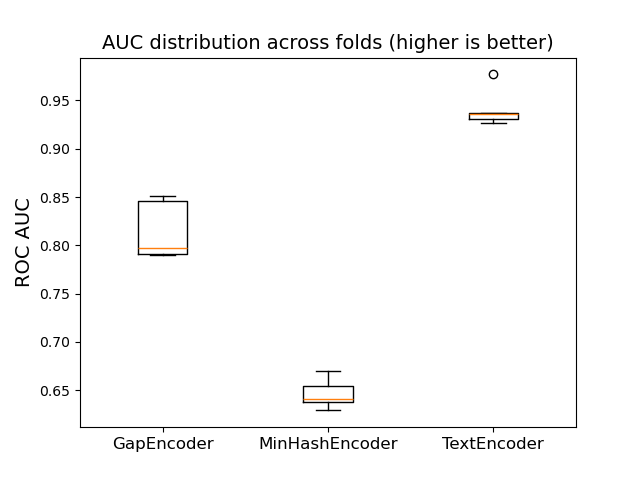 AUC distribution across folds (higher is better)
ROC AUC
0.95
0.90
0.85
0.80
0.75
0.70
0.65
GapEncoder
MinHashEncoder
TextEncoder